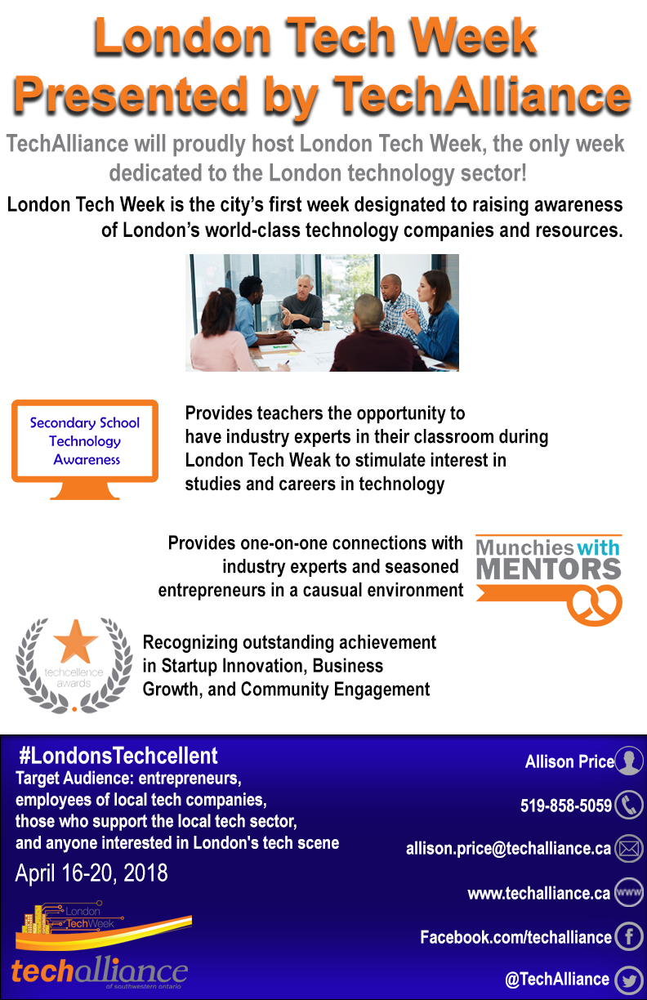 London Tech Week
Presented by TechAlliance
TechAlliance will proudly host London Tech Week, the only week
dedicated to the London technology sector!
London Tech Week is the city's first week designated to raising awareness
of London's world-class technology companies and resources.
Secondary School
Technology
Awareness
Provides teachers the opportunity to
have industry experts in their classroom during
London Tech Weak to stimulate interest in
studies and careers in technology
Provides one-on-one connections with
industry experts and seasoned
entrepreneurs in a causual environment
Munchies with
MENTORS
techcellence
awards
Recognizing outstanding achievement
in Startup Innovation, Business
Growth, and Community Engagement
#LondonsTechcellent
Target Audience: entrepreneurs,
employees of local tech companies,
those who support the local tech sector,
and anyone interested in London's tech scene
April 16-20, 2018
London
TechWeek
techalliance
of southwestern ontario
Allison Price
519-858-5059
allison.price@techalliance.ca
www.techalliance.ca
www
Facebook.com/techalliance
f
@TechAlliance